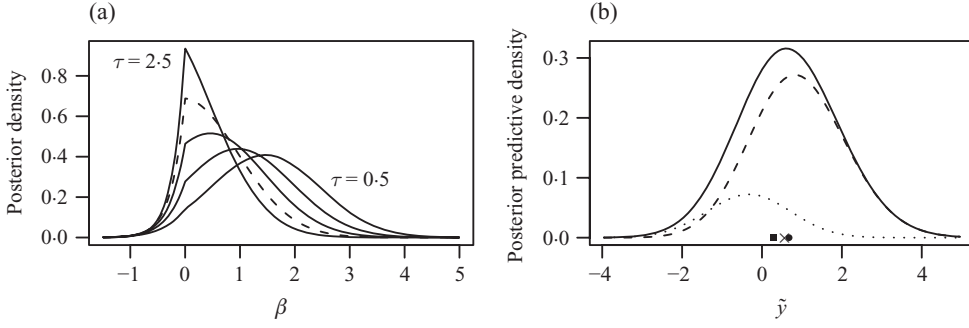 (a)
Posterior density
0·8
0·6
0·4
0·2
0·0
τ = 2·5
τ = 0·5
−1 0 1 2 3 4 5
β
(b)
Posterior predictive density
0·3
0·2
0·1
0·0
−4 −2 0 2 4
ỹ